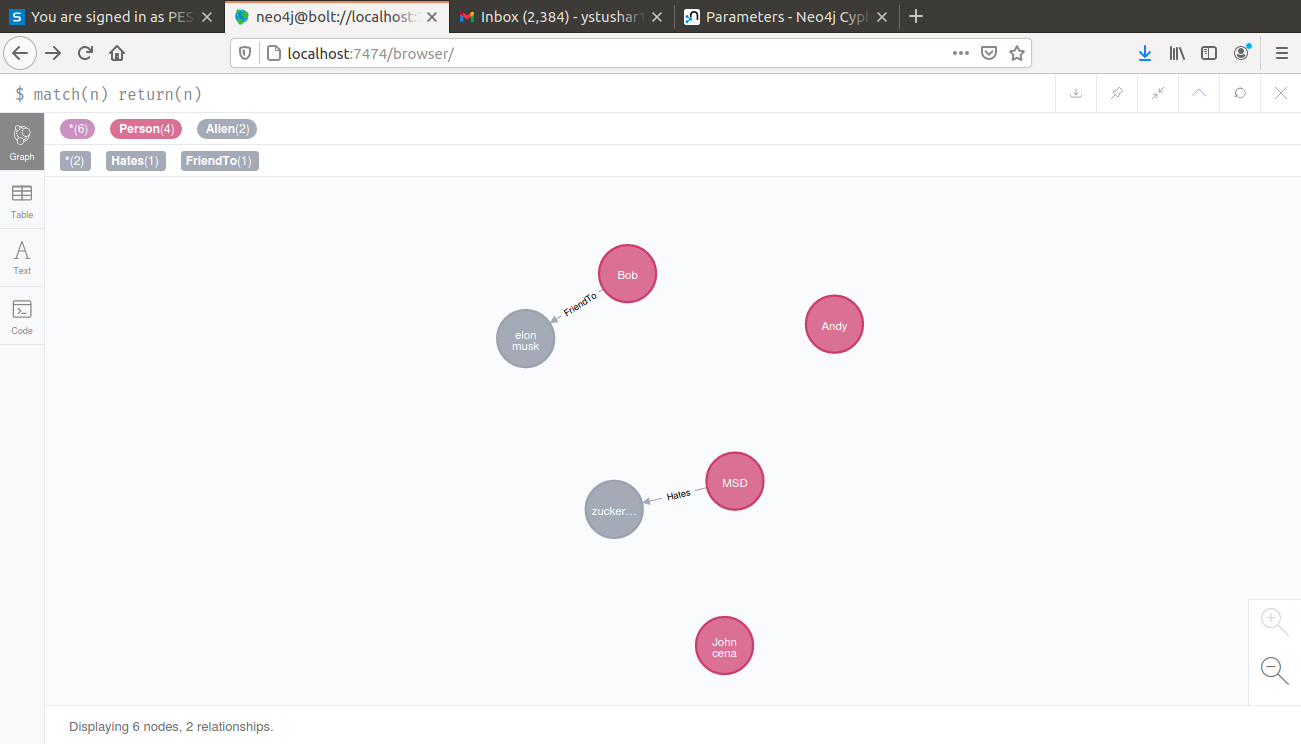 S You are signed in as PES
neo4j@bolt://localhost:
Inbox (2,384) - ystushar
Parameters - Neo4j Cyp
localhost:7474/browser/
$ match(n) return(n)
*(6) Person(4) Alien(2)
*(2) Hates(1) FriendTo(1)
Graph
Table
A
Text
Code
Bob
FriendTo
elon
musk
Andy
MSD
Hates
zucker...
John
cena
Displaying 6 nodes, 2 relationships.